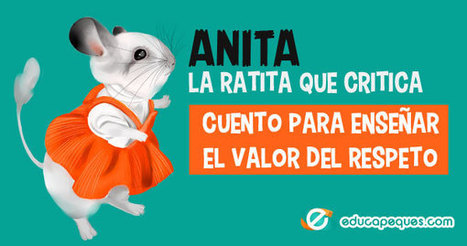 ANITA
LA RATITA QUE CRITICA
CUENTO PARA ENSEÑAR
EL VALOR DEL RESPETO
educapeques.com